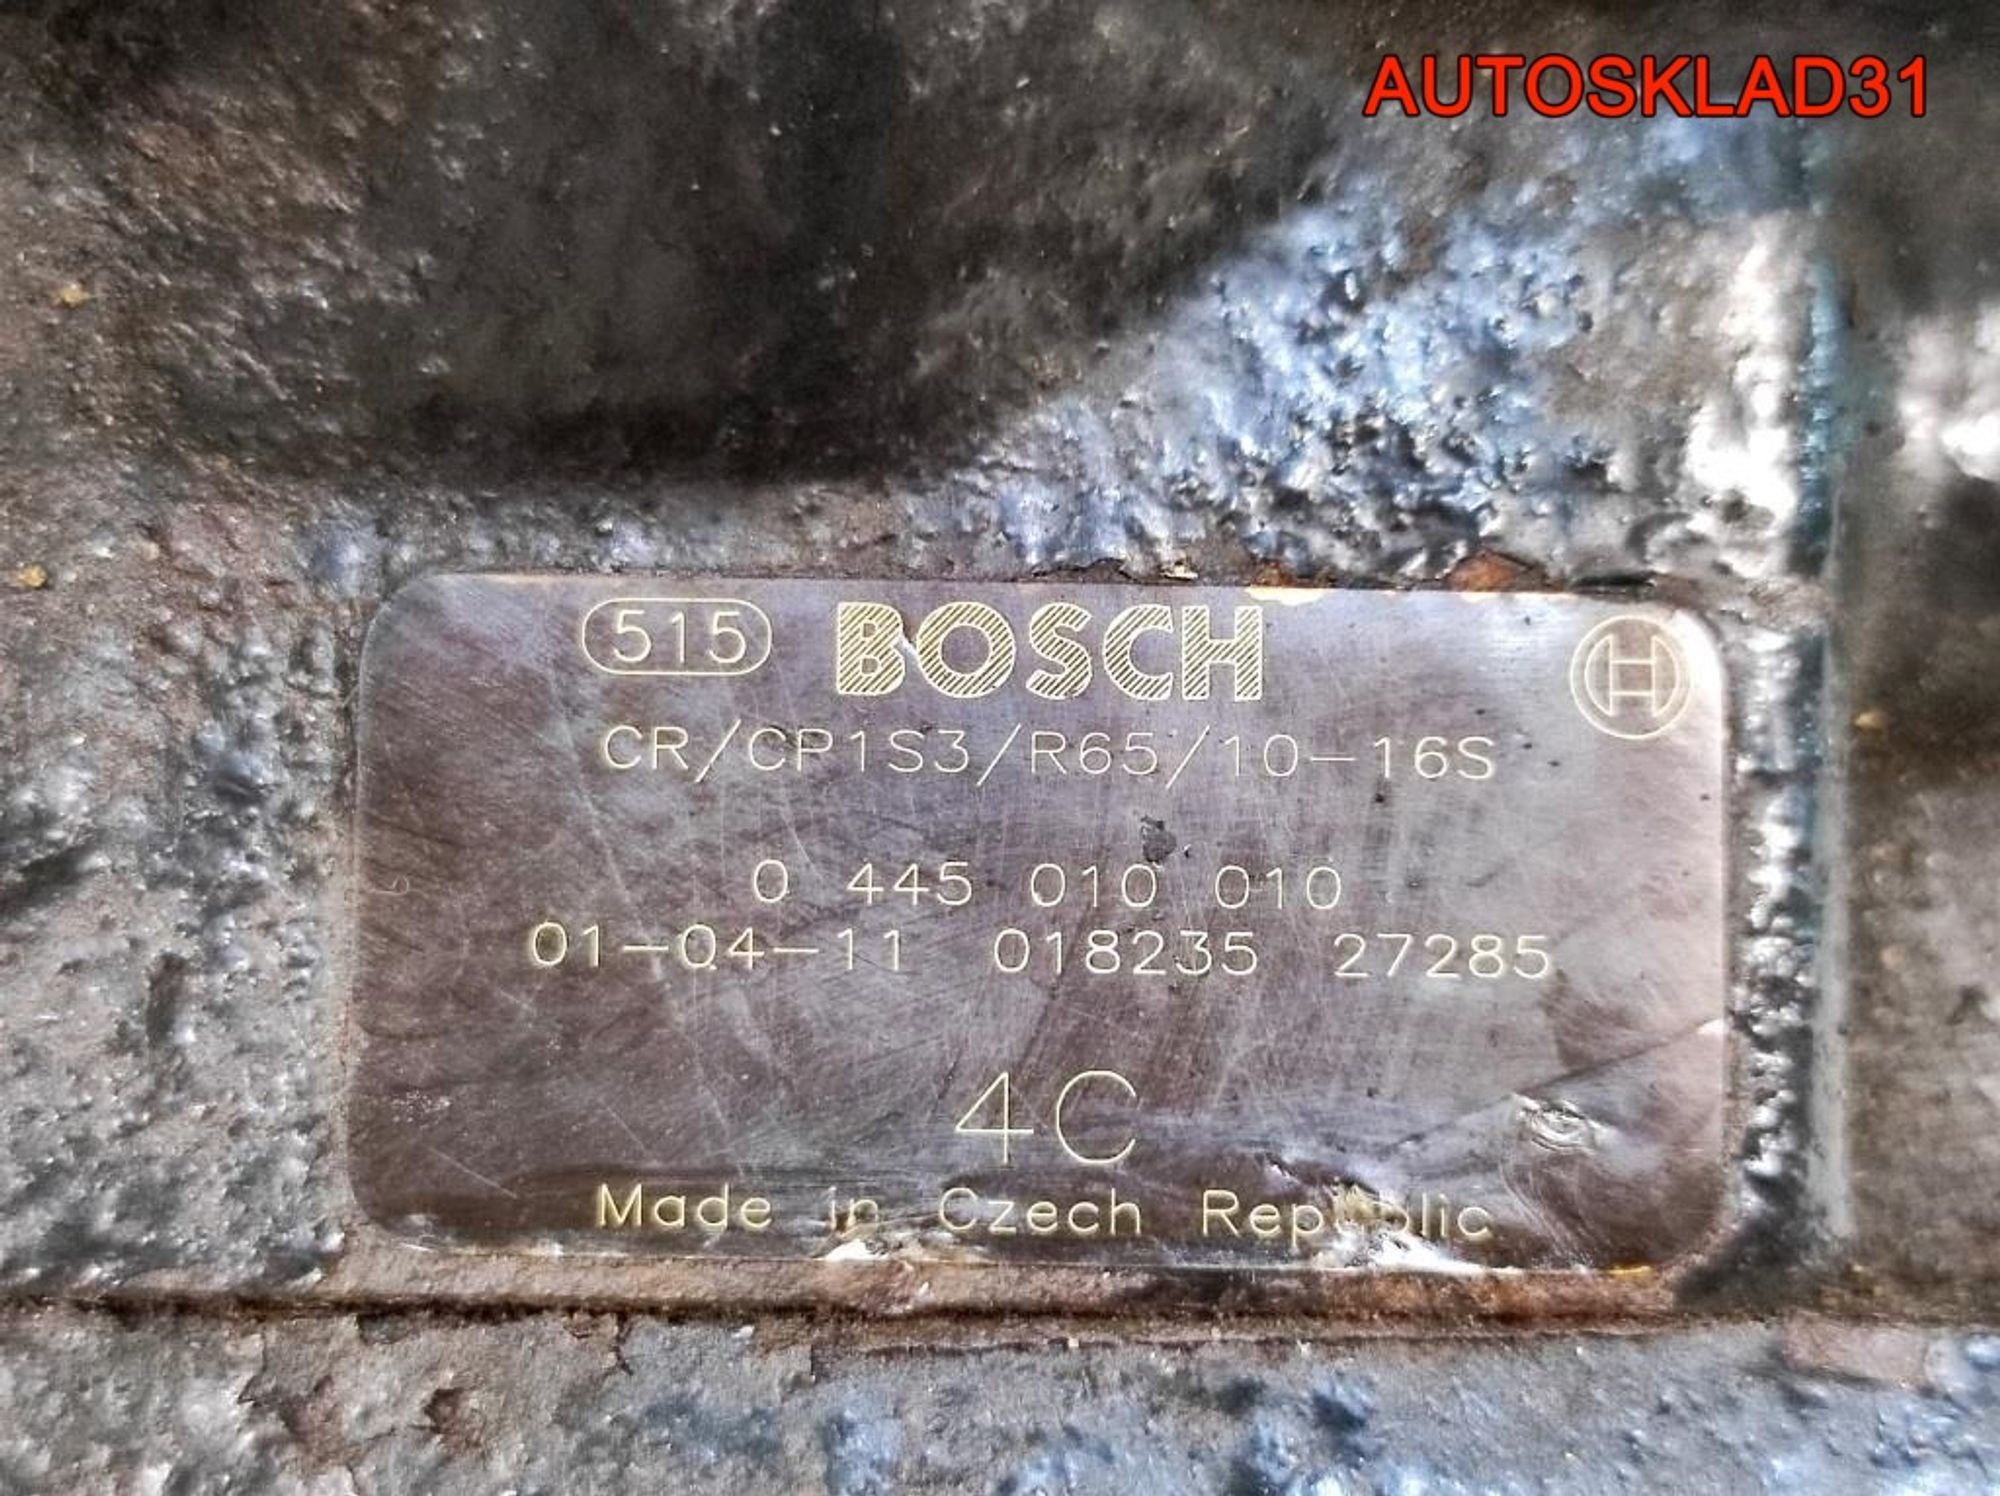 AUTOSKLAD31
515 BOSCH H
CR/CP1S3/R65/10-16S
0 445 010 010
01-04-11 018235 27285
4C
Made in Czech Republic